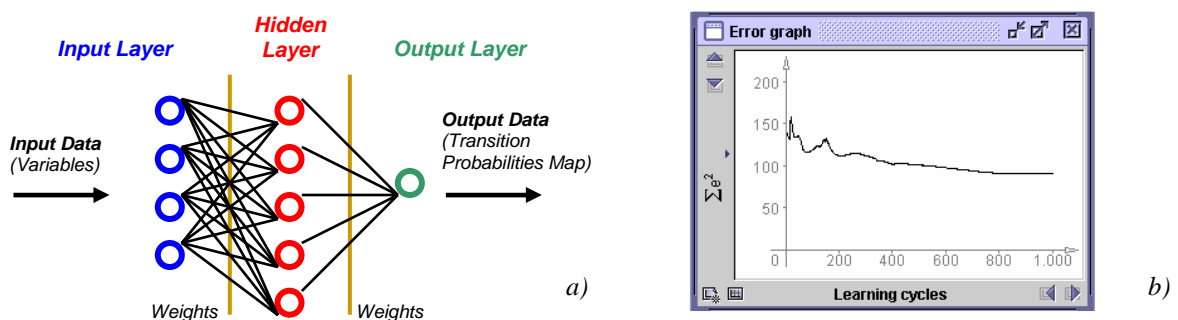 Input Layer
Hidden
Layer
Output Layer
Input Data
(Variables)
Output Data
(Transition
Probabilities Map)
Weights
Weights
a)
Error graph
200
150
100
50
0
200
400
600
800
1.000
∑e²
Learning cycles
b)